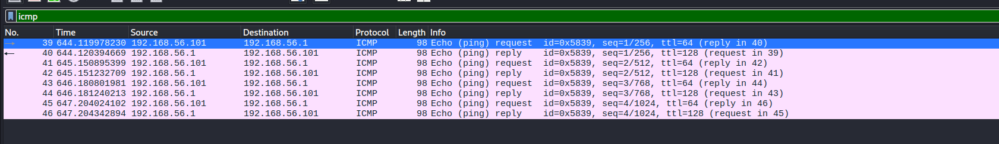 icmp
No. Time Source Destination Protocol Length Info
39 644.119978230 192.168.56.101 192.168.56.1 ICMP 98 Echo (ping) request id=0x5839, seq=1/256, ttl=64 (reply in 40)
40 644.120394669 192.168.56.1 192.168.56.101 ICMP 98 Echo (ping) reply id=0x5839, seq=1/256, ttl=128 (request in 39)
41 645.150895399 192.168.56.101 192.168.56.1 ICMP 98 Echo (ping) request id=0x5839, seq=2/512, ttl=64 (reply in 42)
42 645.151232709 192.168.56.1 192.168.56.101 ICMP 98 Echo (ping) reply id=0x5839, seq=2/512, ttl=128 (request in 41)
43 646.180801981 192.168.56.101 192.168.56.1 ICMP 98 Echo (ping) request id=0x5839, seq=3/768, ttl=64 (reply in 44)
44 646.181240213 192.168.56.1 192.168.56.101 ICMP 98 Echo (ping) reply id=0x5839, seq=3/768, ttl=128 (request in 43)
45 647.204024102 192.168.56.101 192.168.56.1 ICMP 98 Echo (ping) request id=0x5839, seq=4/1024, ttl=64 (reply in 46)
46 647.204342894 192.168.56.1 192.168.56.101 ICMP 98 Echo (ping) reply id=0x5839, seq=4/1024, ttl=128 (request in 45)